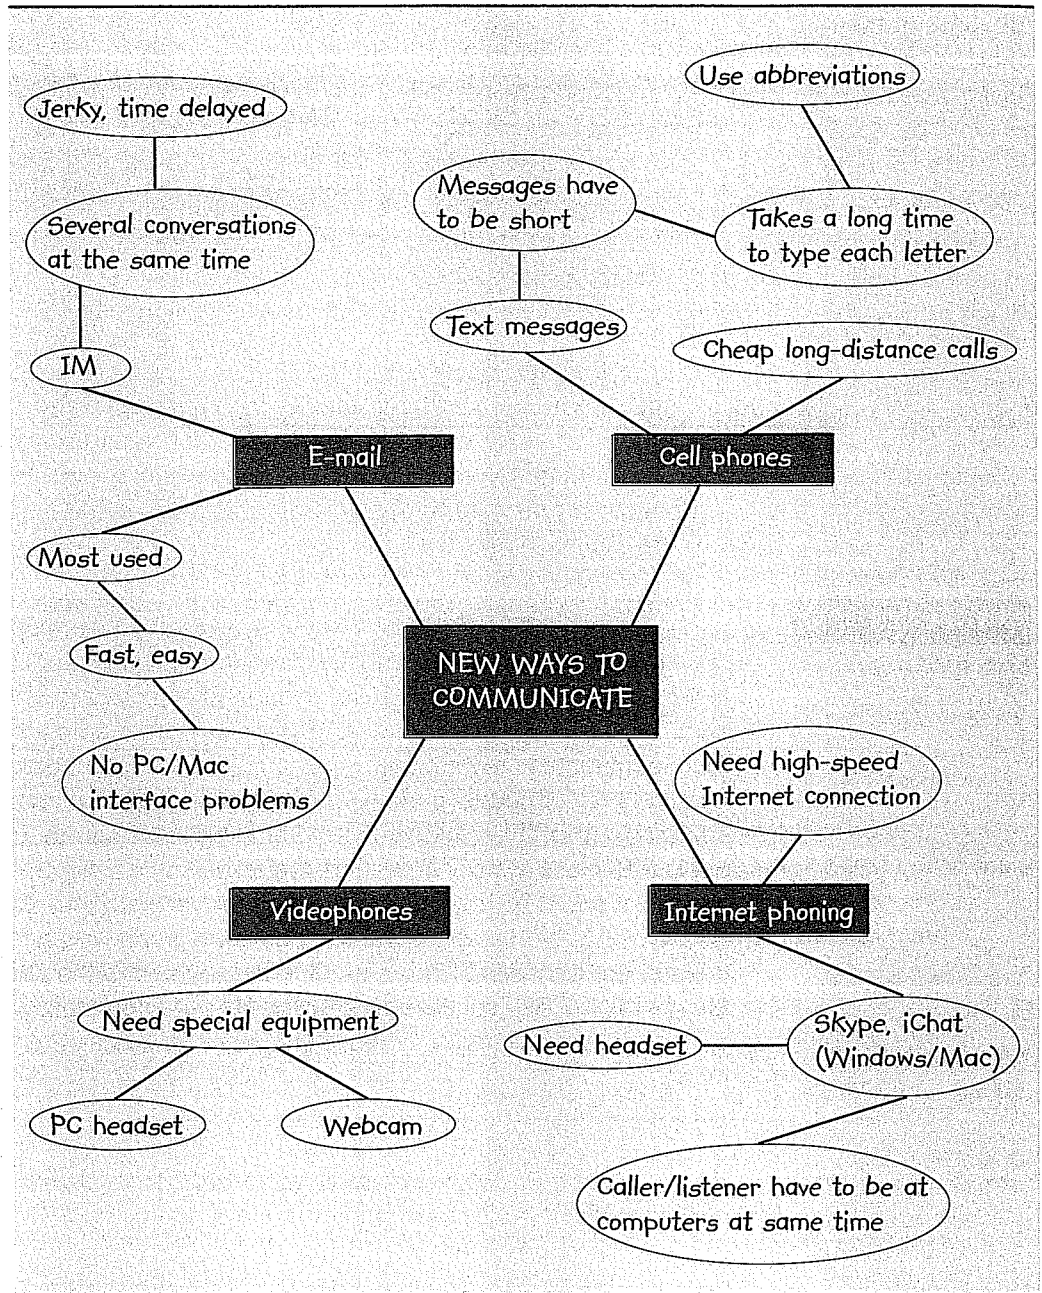 Use abbreviations
Jerky, time delayed
Messages have
to be short
Several conversations
at the same time
Takes a long time
to type each letter
Text messages
Cheap long-distance calls
IM
E-mail
Cell phones
Most used
Fast, easy
NEW WAYS TO
COMMUNICATE
No PC/Mac
interface problems
Need high-speed
Internet connection
Videophones
Internet phoning
Need special equipment
Skype, iChat
(Windows/Mac)
Need headset
PC headset
Webcam
Caller/listener have to be at
computers at same time